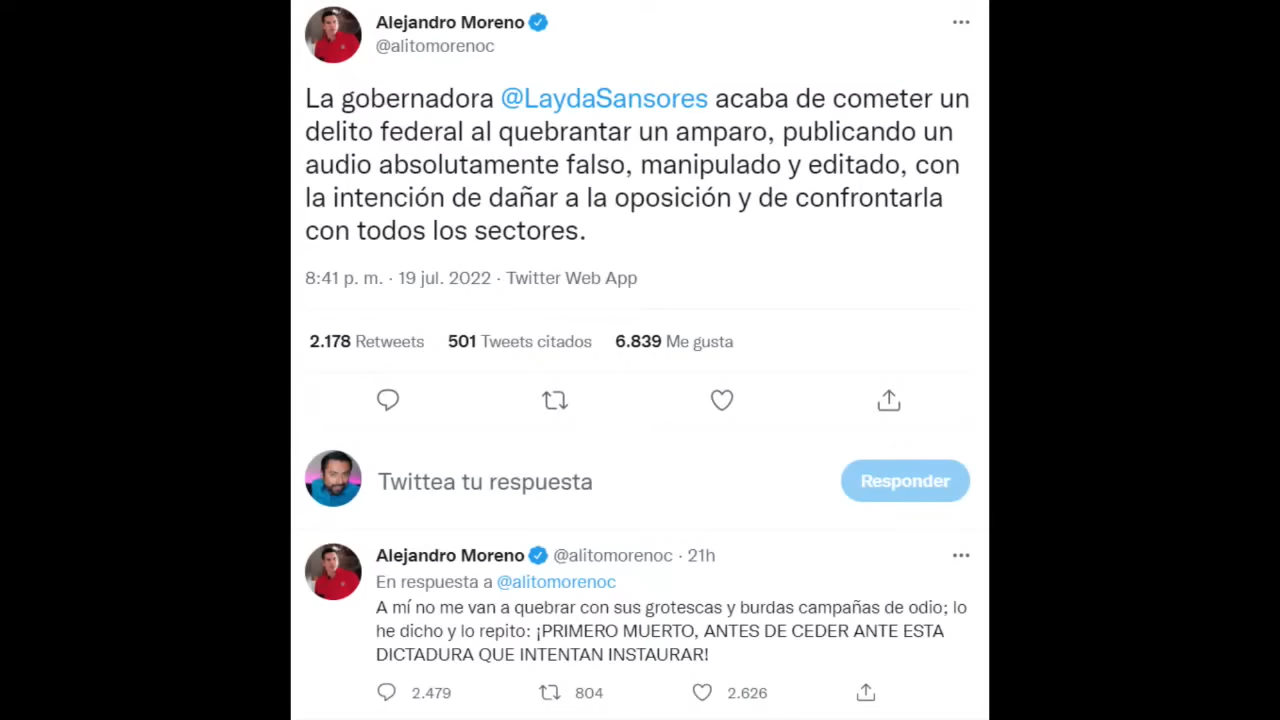 Alejandro Moreno
@alitomorenoc
La gobernadora @LaydaSansores acaba de cometer un
delito federal al quebrantar un amparo, publicando un
audio absolutamente falso, manipulado y editado, con
la intención de dañar a la oposición y de confrontarla
con todos los sectores.
8:41 p. m. · 19 jul. 2022 · Twitter Web App
2.178 Retweets 501 Tweets citados 6.839 Me gusta
Twittea tu respuesta Responder
Alejandro Moreno @alitomorenoc · 21h
En respuesta a @alitomorenoc
A mí no me van a quebrar con sus grotescas y burdas campañas de odio; lo
he dicho y lo repito: ¡PRIMERO MUERTO, ANTES DE CEDER ANTE ESTA
DICTADURA QUE INTENTAN INSTAURAR!
2.479 804 2.626